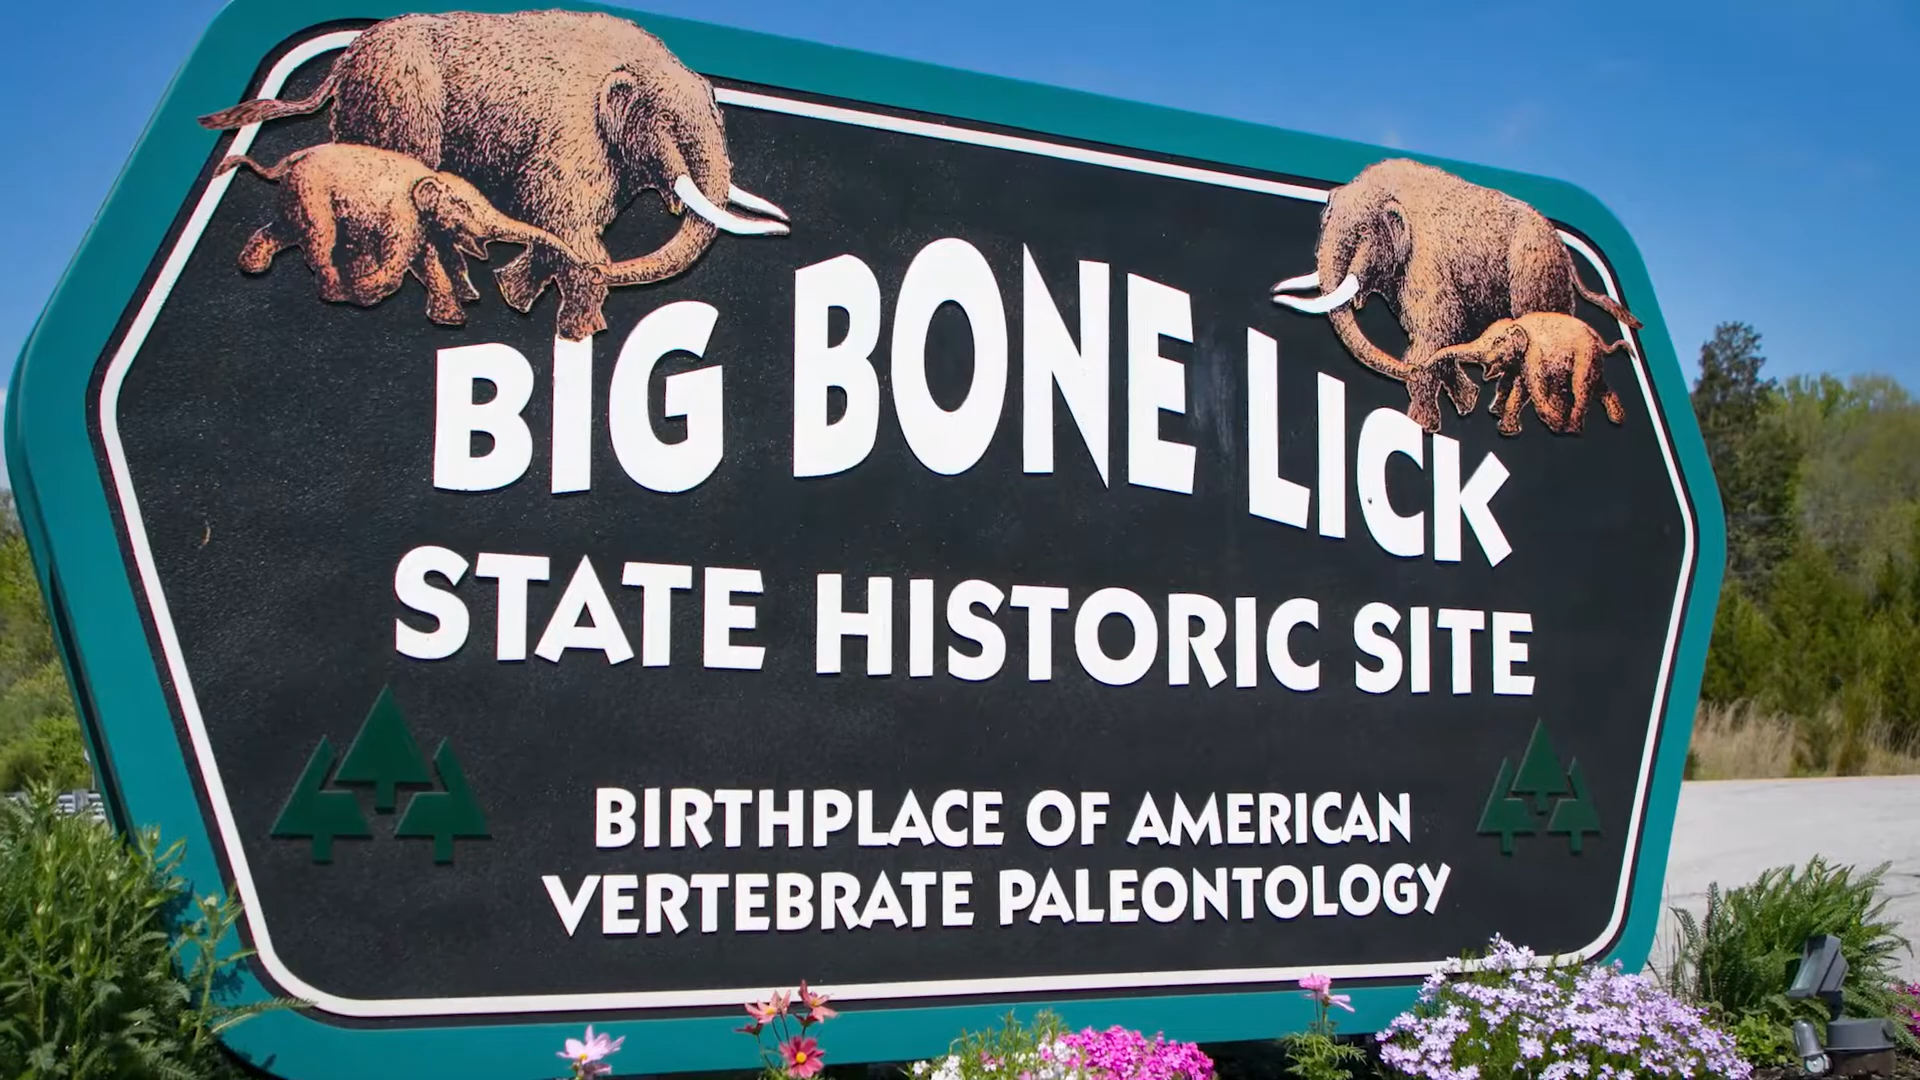 BIG BONE LICK
STATE HISTORIC SITE
BIRTHPLACE OF AMERICAN
VERTEBRATE PALEONTOLOGY